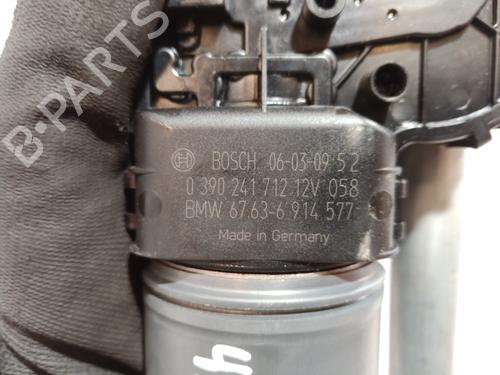 B-PARTS
BOSCH 06-03-09 5 2
0 390 241 712 12V 058
BMW 67.63-6 914 577
Made in Germany